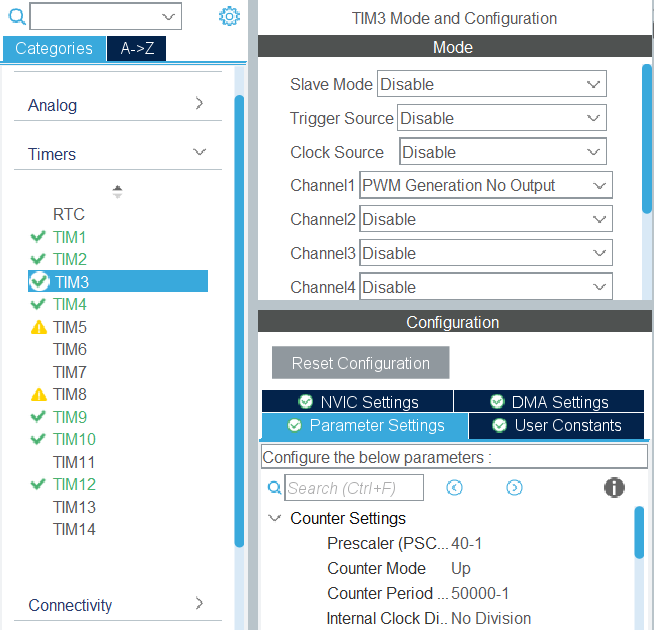 Categories
A->Z
Analog
Timers
RTC
TIM1
TIM2
TIM3
TIM4
TIM5
TIM6
TIM7
TIM8
TIM9
TIM10
TIM11
TIM12
TIM13
TIM14
Connectivity
TIM3 Mode and Configuration
Mode
Slave Mode Disable
Trigger Source Disable
Clock Source Disable
Channel1 PWM Generation No Output
Channel2 Disable
Channel3 Disable
Channel4 Disable
Configuration
Reset Configuration
NVIC Settings DMA Settings
Parameter Settings User Constants
Configure the below parameters :
Search (Ctrl+F)
Counter Settings
Prescaler (PSC... 40-1
Counter Mode Up
Counter Period ... 50000-1
Internal Clock Di.. No Division